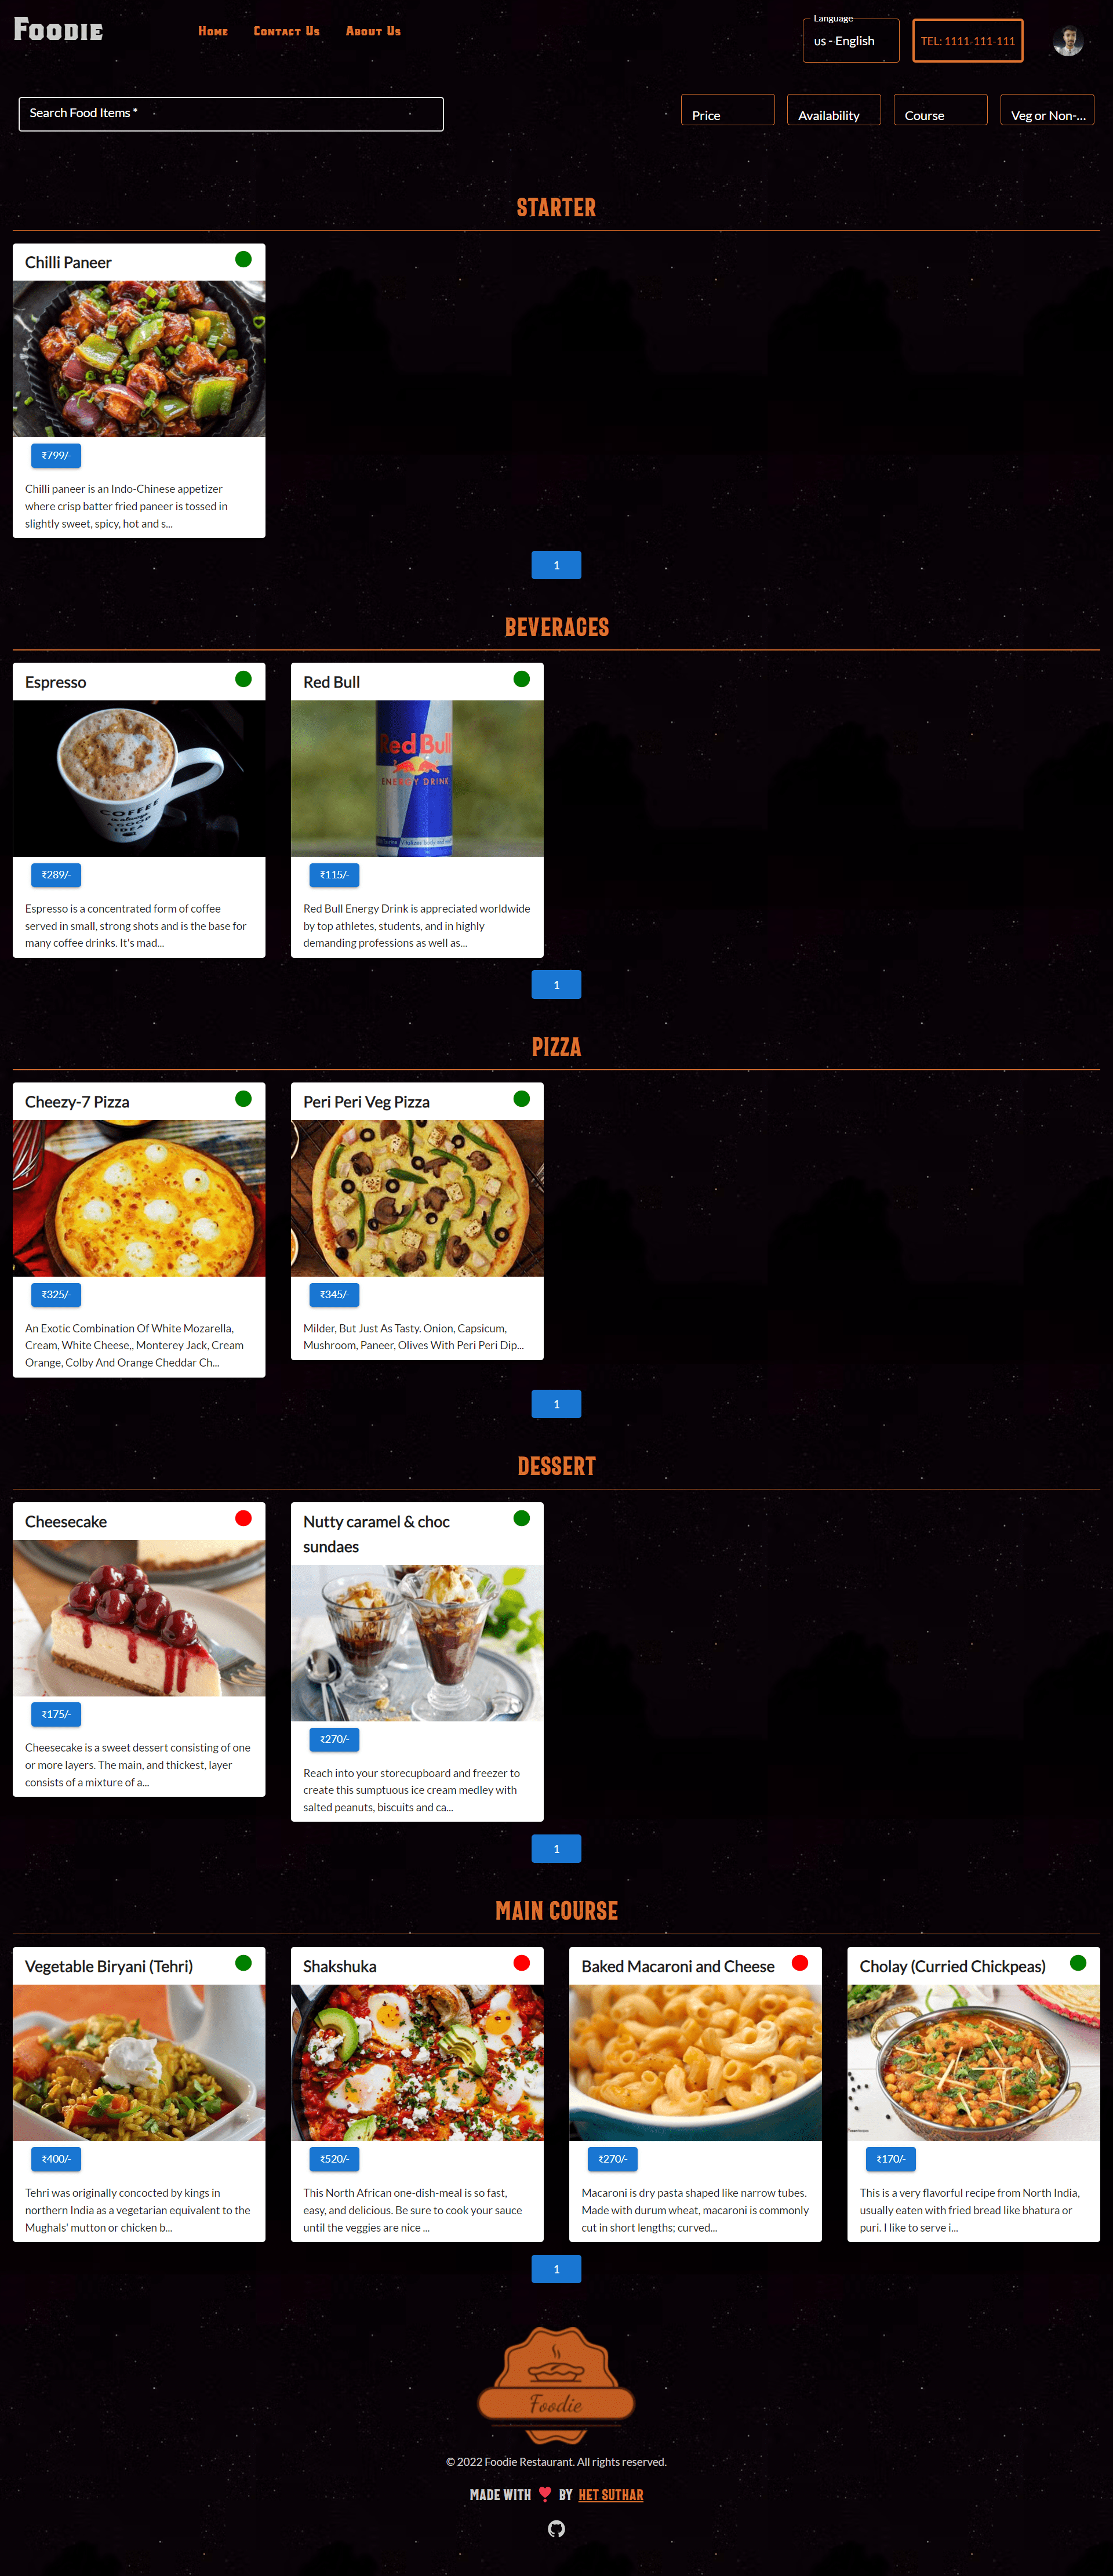 Foodie
Home
Contact Us
About Us
Language
us - English
TEL: 1111-111-111
Search Food Items *
Price
Availability
Course
Veg or Non-...
STARTER
Chilli Paneer
₹799/-
Chilli paneer is an Indo-Chinese appetizer
where crisp batter fried paneer is tossed in
slightly sweet, spicy, hot and s...
1
BEVERAGES
Espresso
COFFEE
GOOD
IDEA
₹289/-
Espresso is a concentrated form of coffee
served in small, strong shots and is the base for
many coffee drinks. It's mad...
Red Bull
Red Bull
ENERGY DRINK
₹115/-
Red Bull Energy Drink is appreciated worldwide
by top athletes, students, and in highly
demanding professions as well as...
1
PIZZA
Cheezy-7 Pizza
₹325/-
An Exotic Combination Of White Mozarella,
Cream, White Cheese,, Monterey Jack, Cream
Orange, Colby And Orange Cheddar Ch...
Peri Peri Veg Pizza
₹345/-
Milder, But Just As Tasty. Onion, Capsicum,
Mushroom, Paneer, Olives With Peri Peri Dip...
1
DESSERT
Cheesecake
₹175/-
Cheesecake is a sweet dessert consisting of one
or more layers. The main, and thickest, layer
consists of a mixture of a...
Nutty caramel & choc
sundaes
₹270/-
Reach into your storecupboard and freezer to
create this sumptuous ice cream medley with
salted peanuts, biscuits and ca...
1
MAIN COURSE
Vegetable Biryani (Tehri)
₹400/-
Tehri was originally concocted by kings in
northern India as a vegetarian equivalent to the
Mughals' mutton or chicken b...
Shakshuka
₹520/-
This North African one-dish-meal is so fast,
easy, and delicious. Be sure to cook your sauce
until the veggies are nice ...
Baked Macaroni and Cheese
₹270/-
Macaroni is dry pasta shaped like narrow tubes.
Made with durum wheat, macaroni is commonly
cut in short lengths; curved...
Cholay (Curried Chickpeas)
₹170/-
This is a very flavorful recipe from North India,
usually eaten with fried bread like bhatura or
puri. I like to serve i...
1
Foodie
© 2022 Foodie Restaurant. All rights reserved.
MADE WITH ❣ BY HET SUTHAR